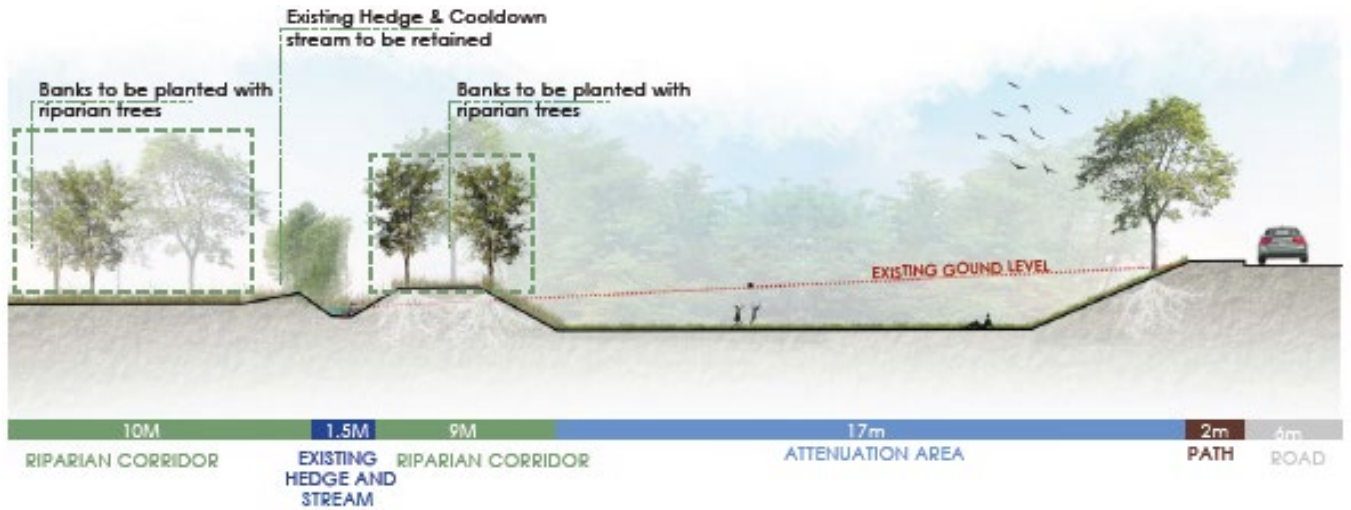 Existing Hedge & Cooldown
stream to be retained
Banks to be planted with
riparian trees
Banks to be planted with
riparian trees
EXISTING GOUND LEVEL
10M
1.5M
9M
17m
2m
6m
RIPARIAN CORRIDOR
EXISTING
HEDGE AND
STREAM
RIPARIAN CORRIDOR
ATTENUATION AREA
PATH
ROAD